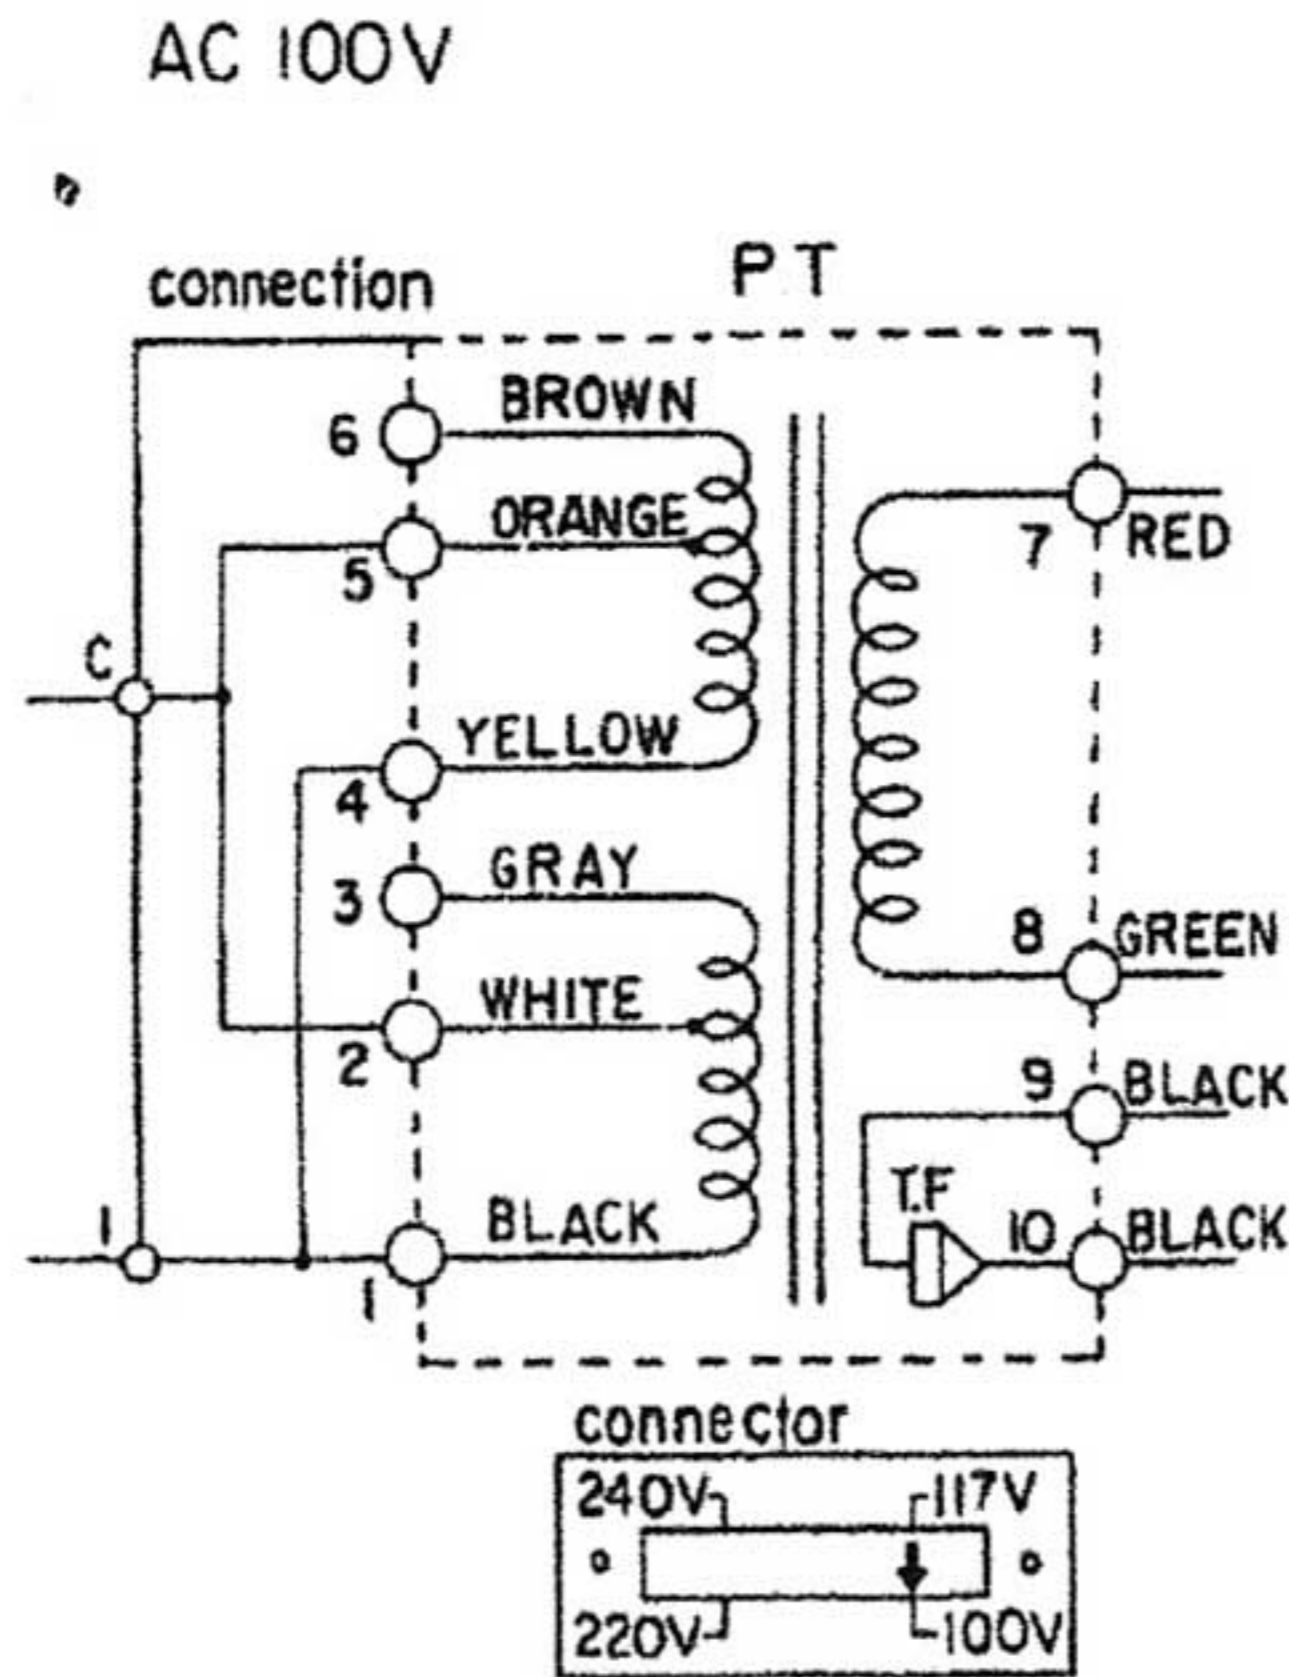 AC 100V
connection
PT
6
BROWN
5
ORANGE
7
RED
C
4
YELLOW
3
GRAY
8
GREEN
2
WHITE
9
BLACK
T.F
1
1
BLACK
10
BLACK
connector
240V
117V
220V
100V